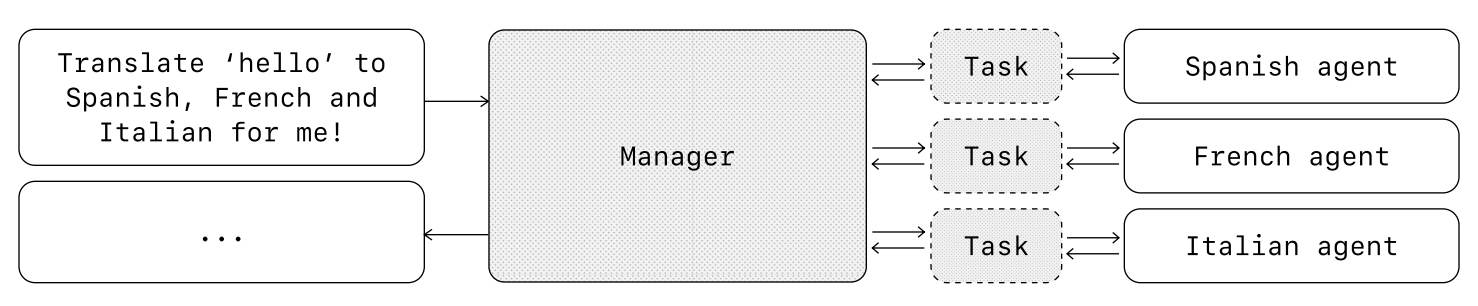 Translate ‘hello’ to
Spanish, French and
Italian for me!
...
Manager
Task
Spanish agent
Task
French agent
Task
Italian agent